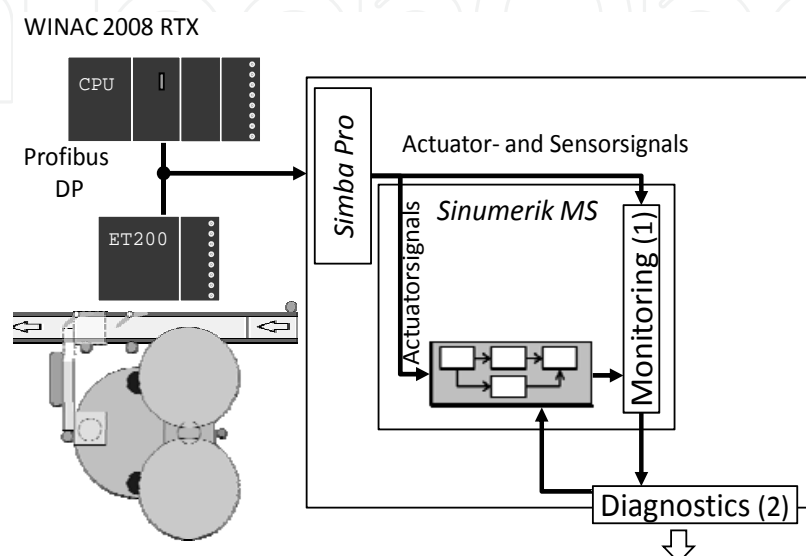 WINAC 2008 RTX
CPU
Profibus
DP
ET200
Simba Pro
Actuator- and Sensorsignals
Sinumerik MS
Actuatorsignals
Monitoring (1)
Diagnostics (2)